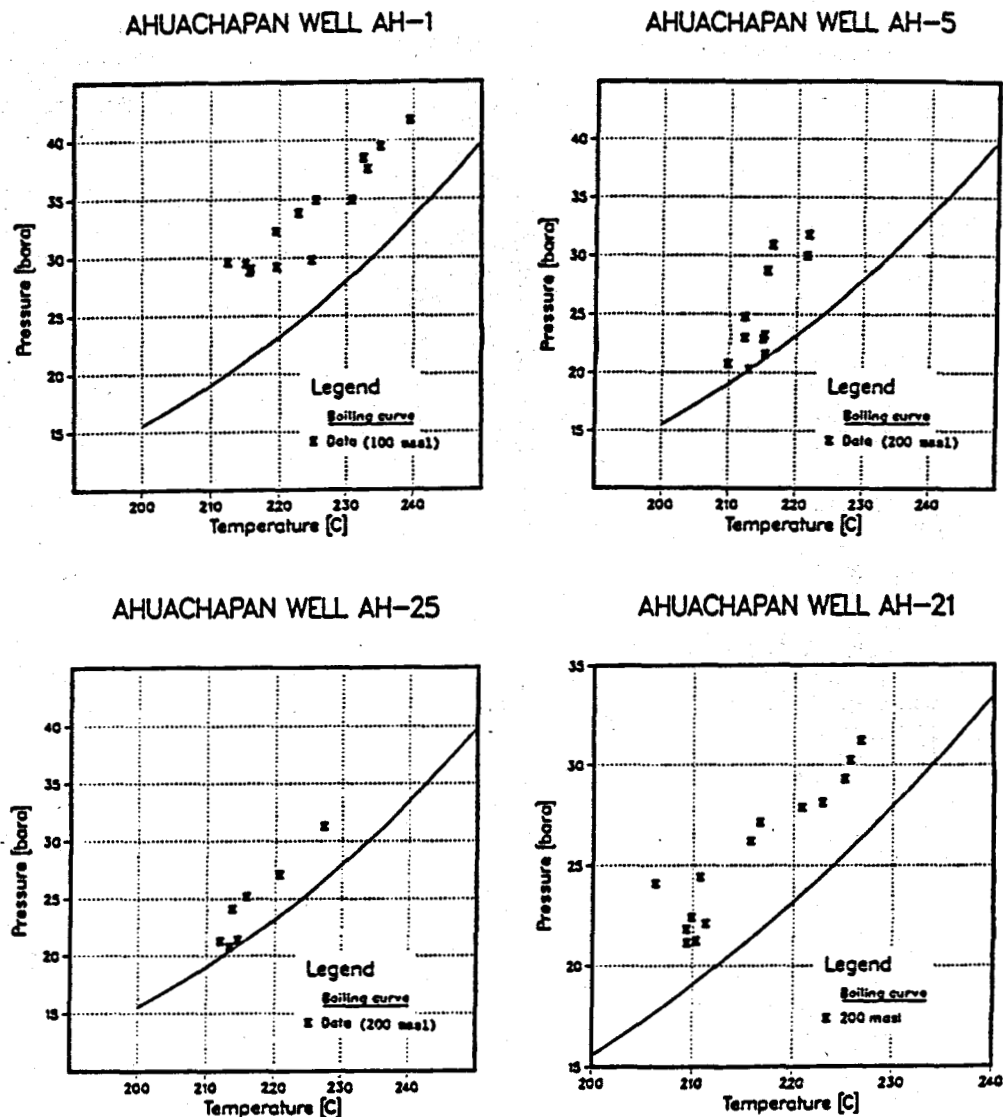 AHUACHAPAN WELL AH-1
Pressure [bara]
40
35
30
25
20
15
Legend
Boiling curve
Data (100 masl)
200 210 220 230 240
Temperature [C]
AHUACHAPAN WELL AH-5
Pressure [bara]
40
35
30
25
20
15
Legend
Boiling curve
Data (200 masl)
200 210 220 230 240
Temperature [C]
AHUACHAPAN WELL AH-25
Pressure [bara]
40
35
30
25
20
15
Legend
Boiling curve
Data (200 masl)
200 210 220 230 240
Temperature [C]
AHUACHAPAN WELL AH-21
Pressure [bara]
35
30
25
20
15
Legend
Boiling curve
200 masl
200 210 220 230 240
Temperature [C]